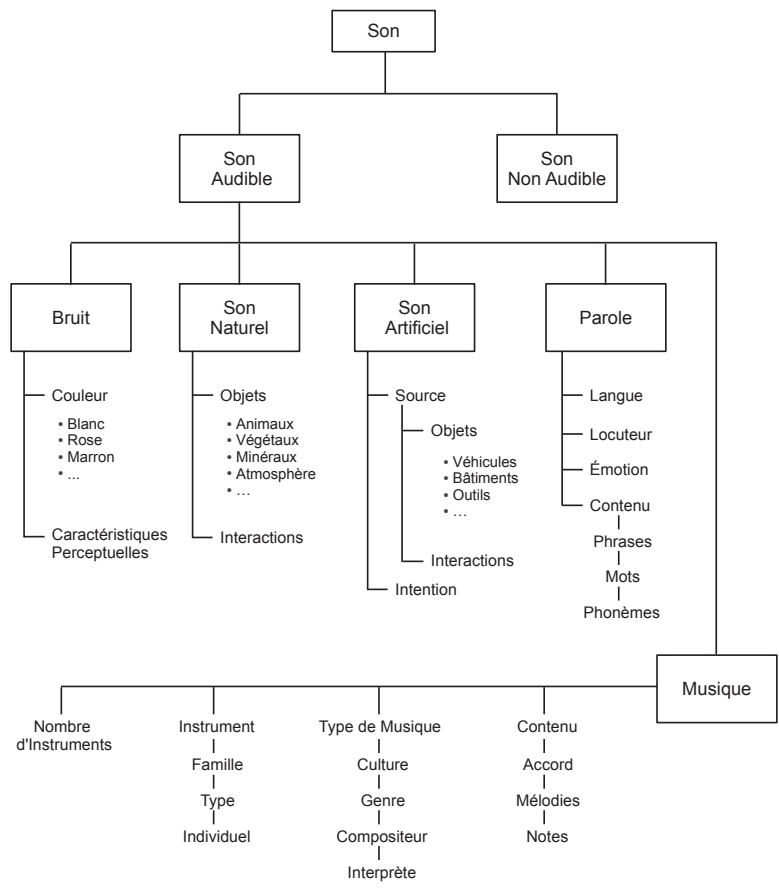 Son
Son
Audible
Son
Non Audible
Bruit
Son
Naturel
Son
Artificiel
Parole
Couleur
• Blanc
• Rose
• Marron
• ...
Caractéristiques
Perceptuelles
Objets
• Animaux
• Végétaux
• Minéraux
• Atmosphère
• …
Interactions
Source
Objets
• Véhicules
• Bâtiments
• Outils
• …
Interactions
Intention
Langue
Locuteur
Émotion
Contenu
Phrases
Mots
Phonèmes
Musique
Nombre
d'Instruments
Instrument
Famille
Type
Individuel
Type de Musique
Culture
Genre
Compositeur
Interprète
Contenu
Accord
Mélodies
Notes